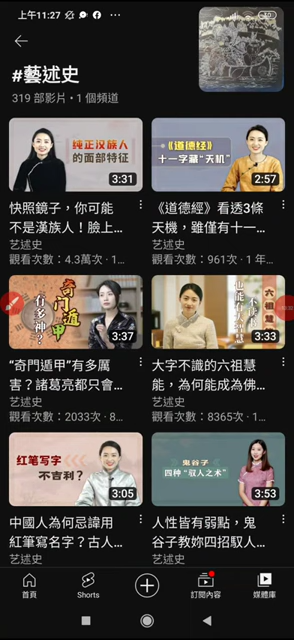 上午11:27
#藝述史
319 部影片 • 1 個頻道
純正汉族人
的面部特征
3:31
《道德經》
十一字藏“天机”
2:57
快照鏡子，你可能
不是漢族人！臉上...
艺述史
觀看次數：4.3萬次 · 1...
《道德經》看透3條
天機，雖僅有十一...
艺述史
觀看次數：961次 · 1 年...
奇門遁甲
有多神？
3:37
六祖慧
3:33
“奇門遁甲”有多厲
害？諸葛亮都只會...
艺述史
觀看次數：2033次 · 8...
大字不識的六祖慧
能，為何能成為佛...
艺述史
觀看次數：8365次 · 1...
红笔写字
不吉利？
3:05
鬼谷子
四种“驭人之术”
3:53
中國人為何忌諱用
紅筆寫名字？古人...
艺述史
人性皆有弱點，鬼
谷子教妳四招馭人...
艺述史
首頁
Shorts
訂閱內容
媒體庫